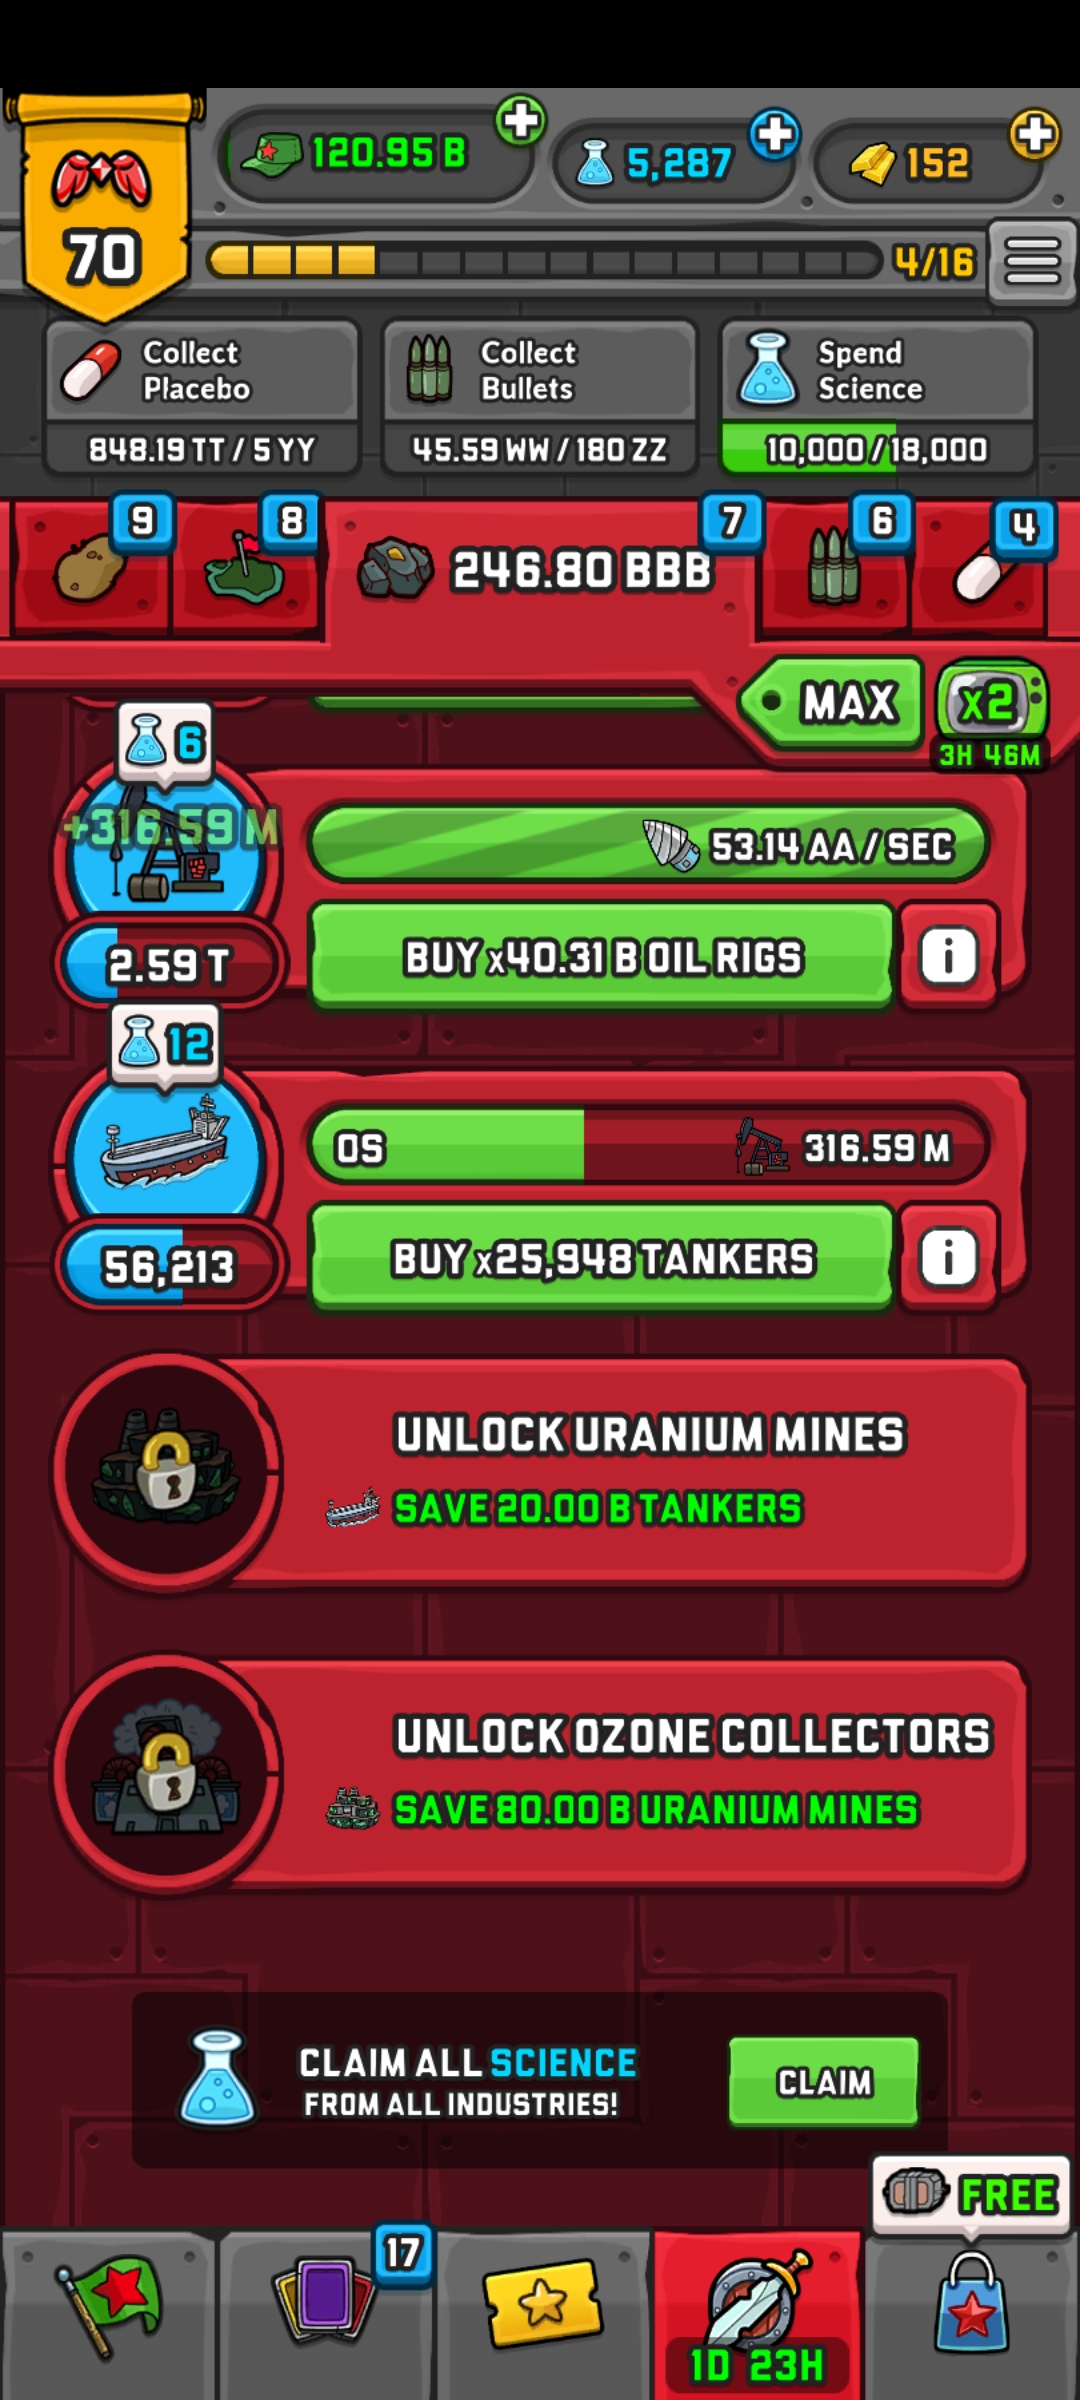 120.95 B
5,287
152
70
4/16
Collect
Placebo
848.19 TT / 5 YY
Collect
Bullets
45.59 WW / 180 ZZ
Spend
Science
10,000 / 18,000
9
8
246.80 BBB
7
6
4
MAX
x2
3H 46M
6
+316.59 M
53.14 AA / SEC
2.59 T
BUY x40.31 B OIL RIGS
i
12
0S
316.59 M
56,213
BUY x25,948 TANKERS
i
UNLOCK URANIUM MINES
SAVE 20.00 B TANKERS
UNLOCK OZONE COLLECTORS
SAVE 80.00 B URANIUM MINES
CLAIM ALL SCIENCE
FROM ALL INDUSTRIES!
CLAIM
FREE
17
1D 23H